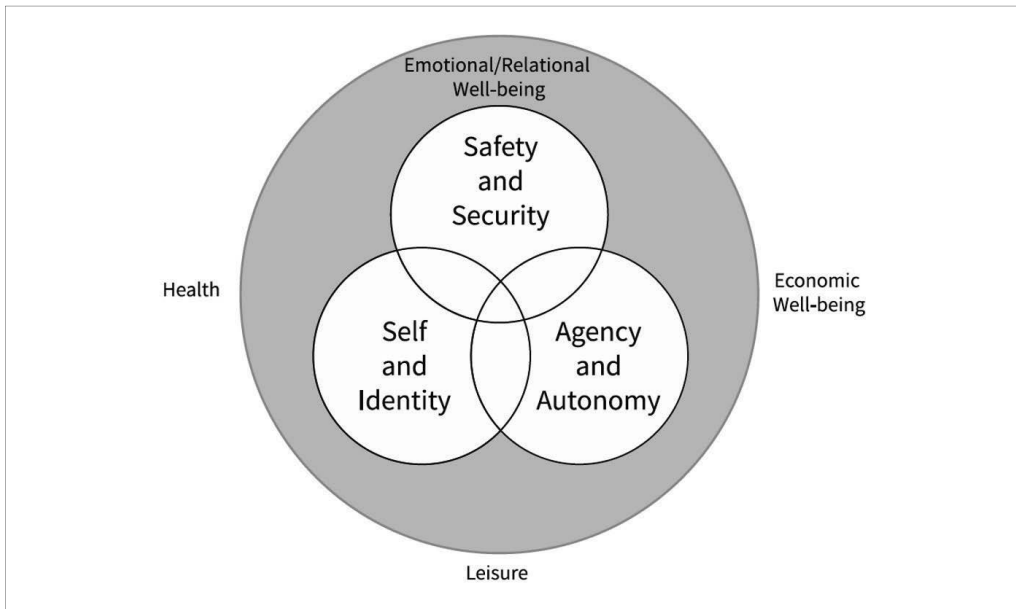 Emotional/Relational
Well-being
Safety
and
Security
Health
Economic
Well-being
Self
and
Identity
Agency
and
Autonomy
Leisure